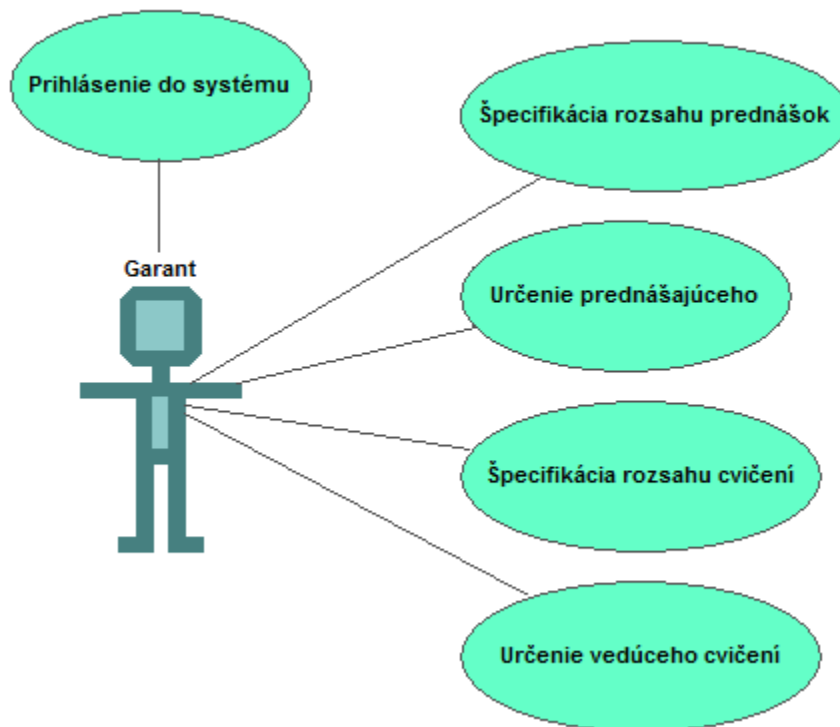 Prihlásenie do systému
Špecifikácia rozsahu prednášok
Garant
Určenie prednášajúceho
Špecifikácia rozsahu cvičení
Určenie vedúceho cvičení